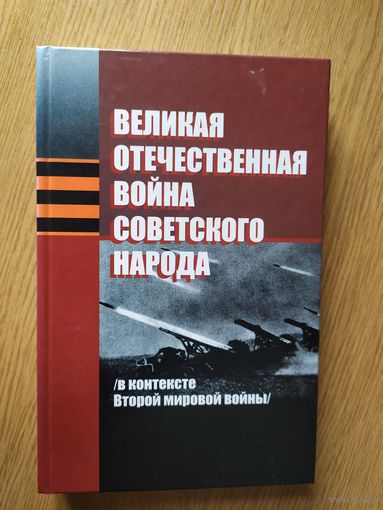 ВЕЛИКАЯ
ОТЕЧЕСТВЕННАЯ
ВОЙНА
СОВЕТСКОГО
НАРОДА
/в контексте
Второй мировой войны/